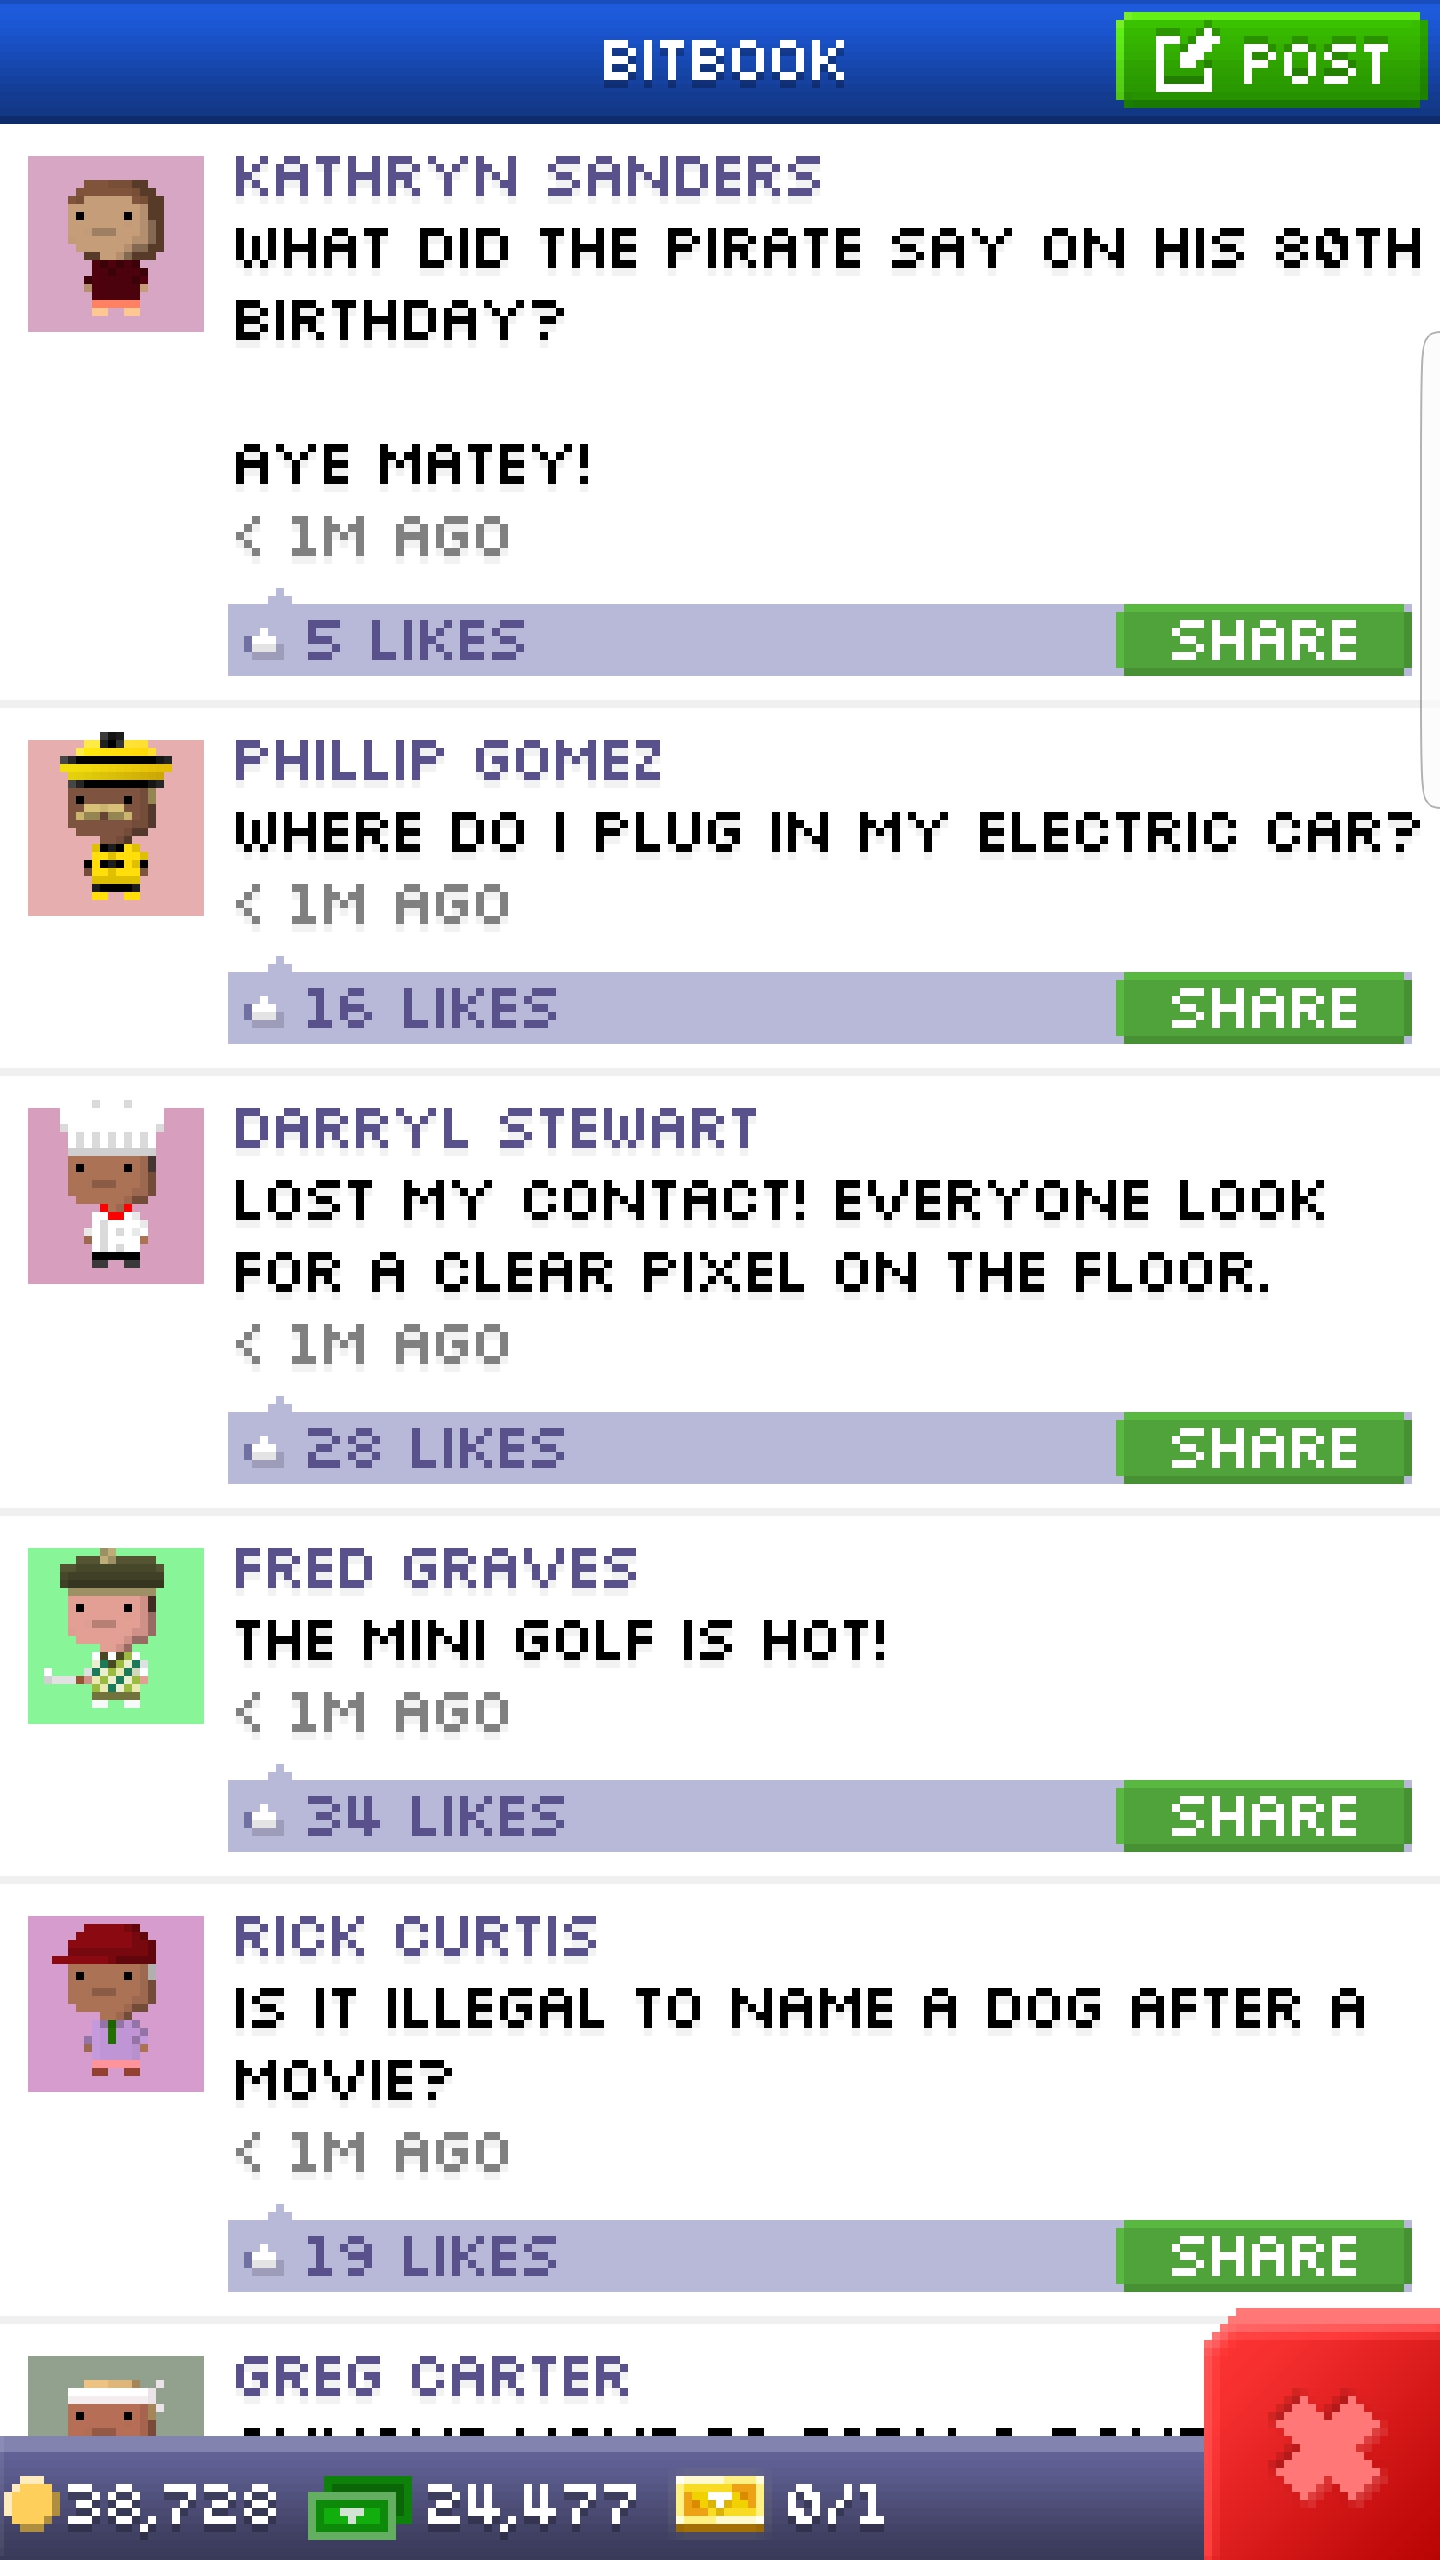 BITBOOK
POST
KATHRYN SANDERS
WHAT DID THE PIRATE SAY ON HIS 80TH
BIRTHDAY?
AYE MATEY!
< 1M AGO
5 LIKES
SHARE
PHILLIP GOMEZ
WHERE DO I PLUG IN MY ELECTRIC CAR?
< 1M AGO
16 LIKES
SHARE
DARRYL STEWART
LOST MY CONTACT! EVERYONE LOOK
FOR A CLEAR PIXEL ON THE FLOOR.
< 1M AGO
28 LIKES
SHARE
FRED GRAVES
THE MINI GOLF IS HOT!
< 1M AGO
34 LIKES
SHARE
RICK CURTIS
IS IT ILLEGAL TO NAME A DOG AFTER A
MOVIE?
< 1M AGO
19 LIKES
SHARE
GREG CARTER
38,728
24,477
0/1